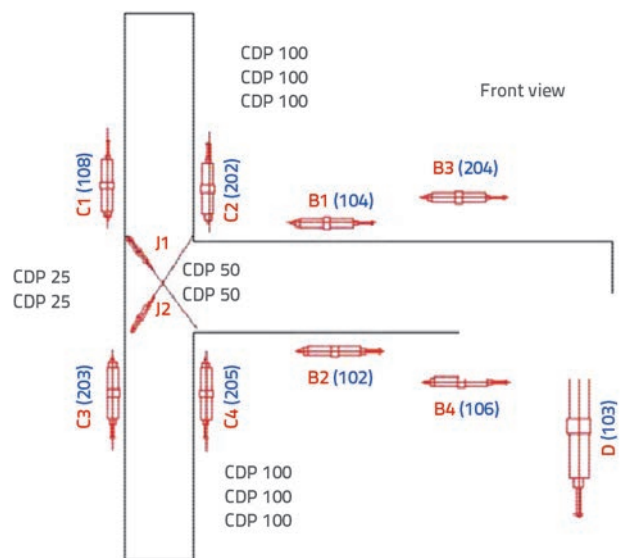 CDP 100
CDP 100
CDP 100
Front view
C1 (108)
C2 (202)
B1 (104)
B3 (204)
J1
CDP 25
CDP 25
CDP 50
CDP 50
J2
C3 (203)
C4 (205)
B2 (102)
B4 (106)
D (103)
CDP 100
CDP 100
CDP 100